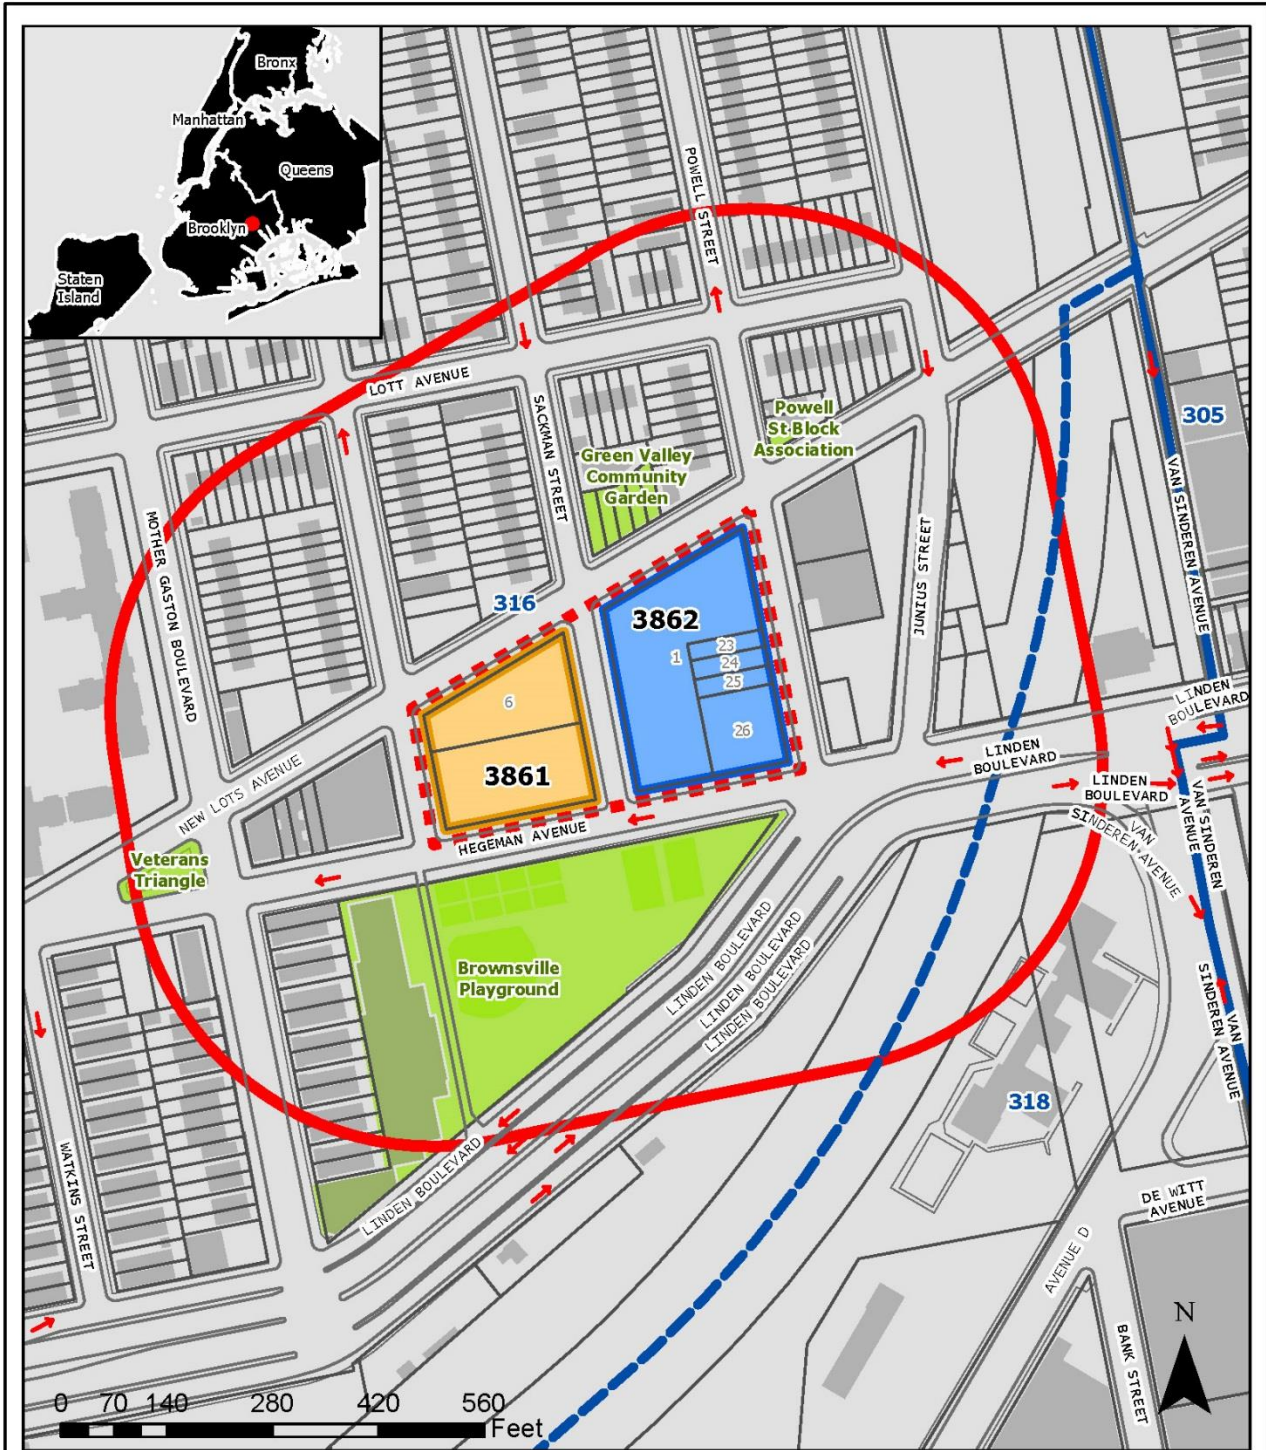 Bronx
Manhattan
Queens
Brooklyn
Staten
Island
POWELL STREET
LOTT AVENUE
SACKMAN STREET
Powell
St Block
Association
305
Green Valley
Community
Garden
VAN SINDEREN AVENUE
MOTHER GASTON BOULEVARD
JUNIUS STREET
316
3862
1
23
24
25
26
6
3861
LINDEN
BOULEVARD
LINDEN
BOULEVARD
LINDEN
BOULEVARD
NEW LOTS AVENUE
HEGEMAN AVENUE
VAN SINDEREN
AVENUE
VAN
SINDEREN AVENUE
Veterans
Triangle
Brownsville
Playground
LINDEN BOULEVARD
LINDEN BOULEVARD
LINDEN BOULEVARD
VAN
SINDEREN AVENUE
318
LINDEN BOULEVARD
WATKINS STREET
DE WITT
AVENUE
AVENUE D
BANK STREET
N
0 70 140 280 420 560
Feet